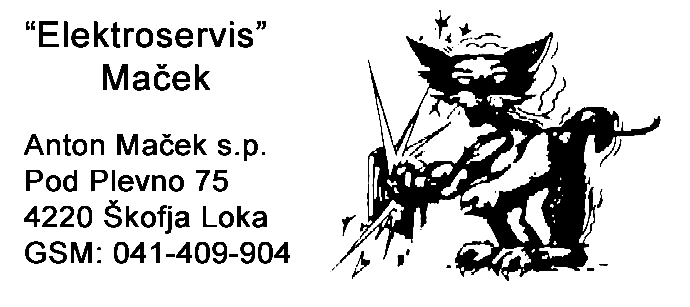 “Elektroservis”
Maček
Anton Maček s.p.
Pod Plevno 75
4220 Škofja Loka
GSM: 041-409-904